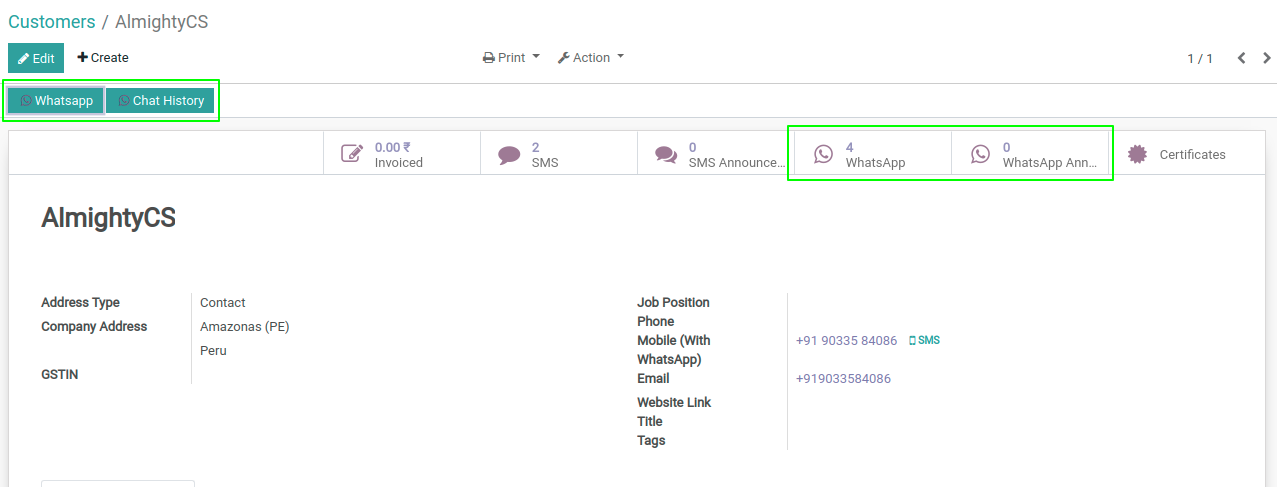 Customers / AlmightyCS
Edit Create Print Action 1 / 1
Whatsapp Chat History
0.00 ₹ 2 0 4 0
Invoiced SMS SMS Announce... WhatsApp WhatsApp Ann... Certificates
AlmightyCS
Address Type Contact Job Position
Company Address Amazonas (PE) Phone
Peru Mobile (With WhatsApp) +91 90335 84086 SMS
GSTIN Email +919033584086
Website Link
Title
Tags